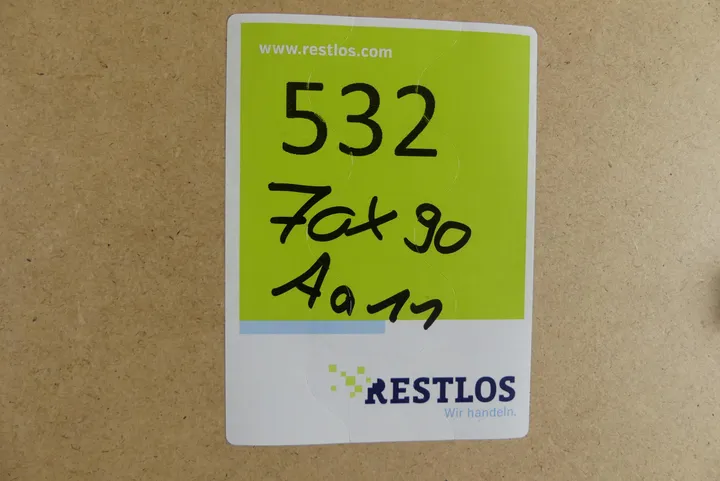 www.restlos.com
532
70x90
Aa11
RESTLOS
Wir handeln.